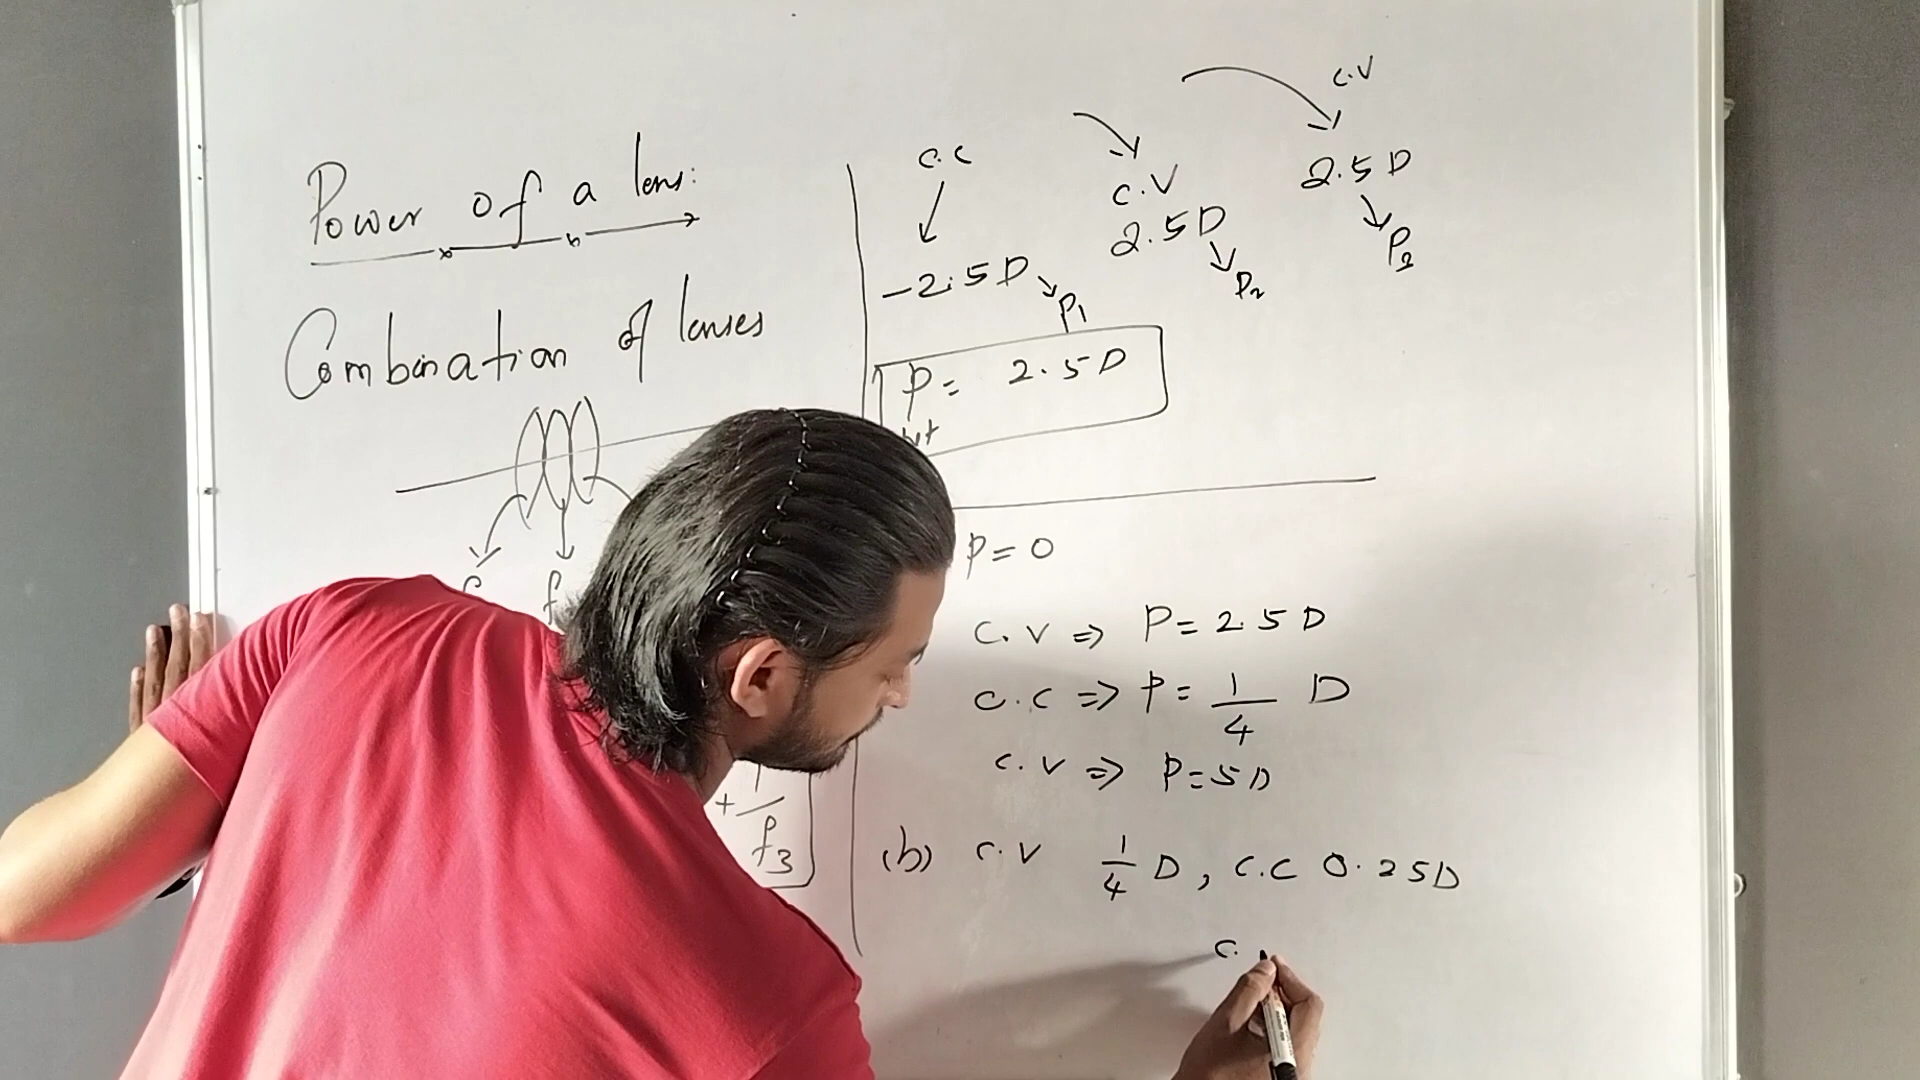 Power of a lens:
Combination of lenses
f
+ 1/f3
C.C
-2.5D
P1
C.V
2.5D
P2
C.V
2.5D
P3
P = 2.5D
P=0
C.V ⇒ P=2.5D
C.C ⇒ P=1/4 D
C.V ⇒ P=5D
(b) C.V 1/4 D, C.C 0.25D
C.